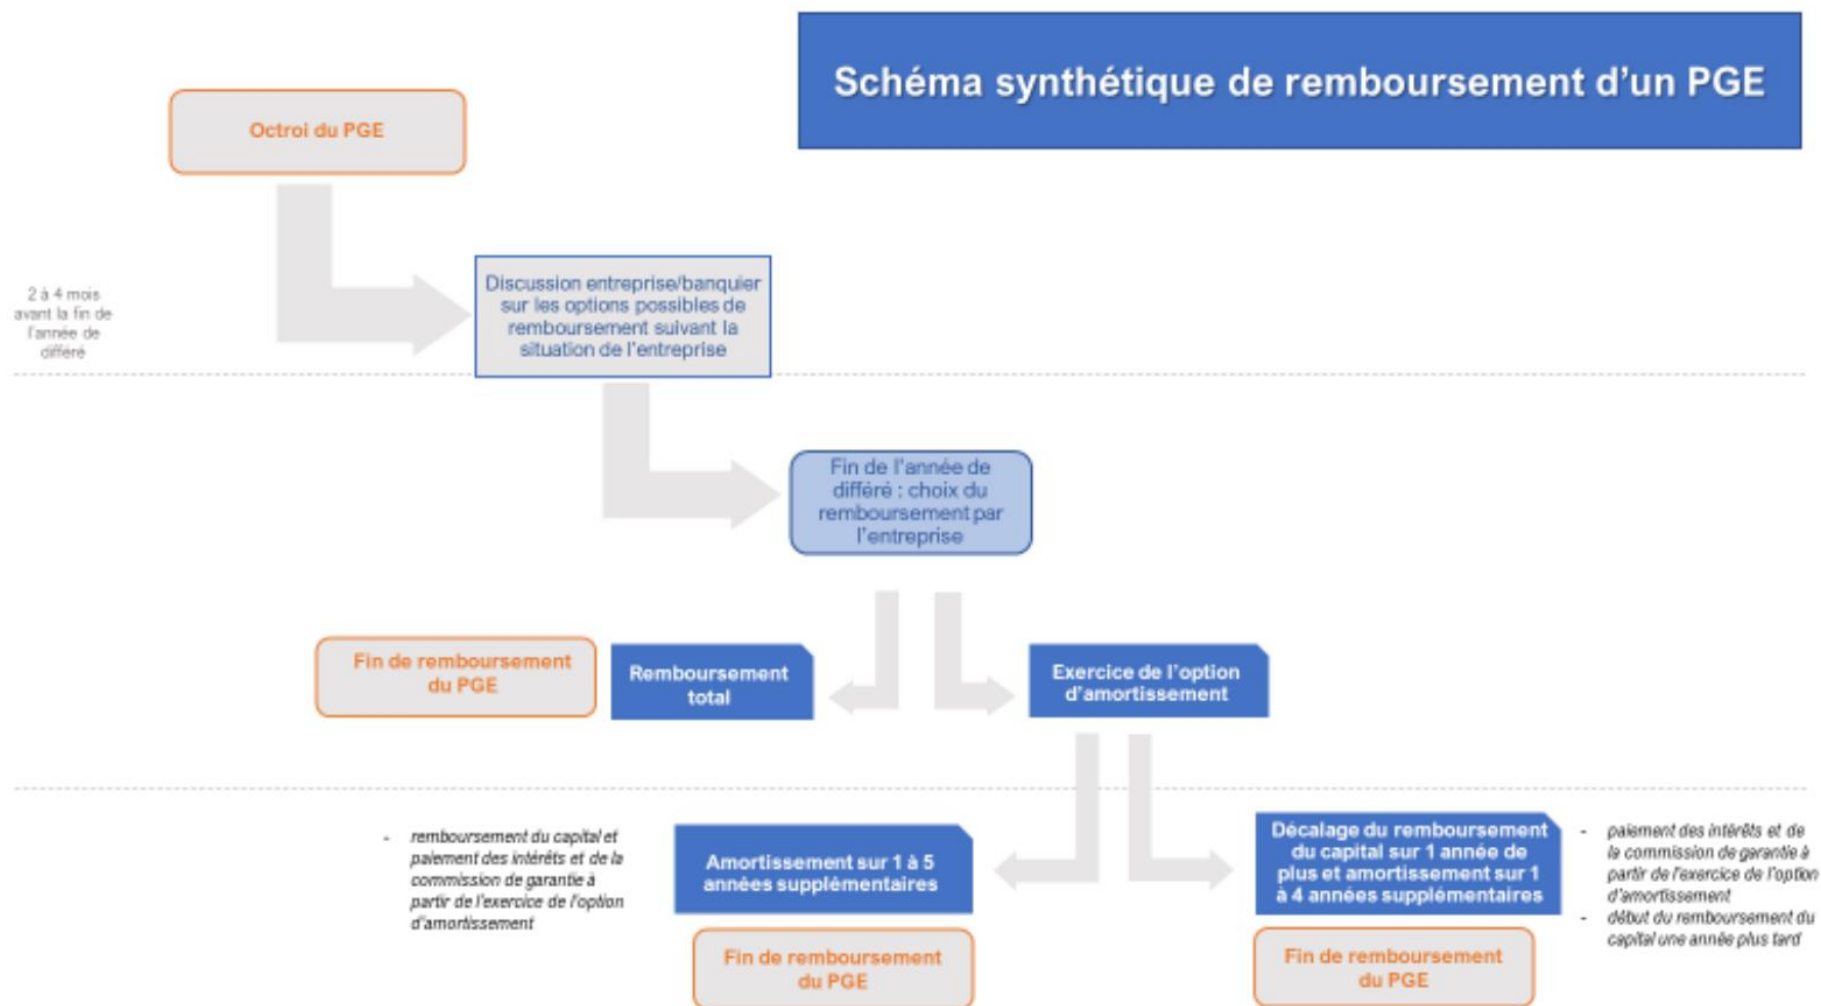 Schéma synthétique de remboursement d'un PGE
Octroi du PGE
2 à 4 mois
avant la fin de
l'année de
différé
Discussion entreprise/banquier
sur les options possibles de
remboursement suivant la
situation de l'entreprise
Fin de l'année de
différé : choix du
remboursement par
l'entreprise
Fin de remboursement
du PGE
Remboursement
total
Exercice de l'option
d'amortissement
- remboursement du capital et
paiement des intérêts et de la
commission de garantie à
partir de l'exercice de l'option
d'amortissement
Amortissement sur 1 à 5
années supplémentaires
Fin de remboursement
du PGE
Décalage du remboursement
du capital sur 1 année de
plus et amortissement sur 1
à 4 années supplémentaires
Fin de remboursement
du PGE
- paiement des intérêts et de
la commission de garantie à
partir de l'exercice de l'option
d'amortissement
- début du remboursement du
capital une année plus tard